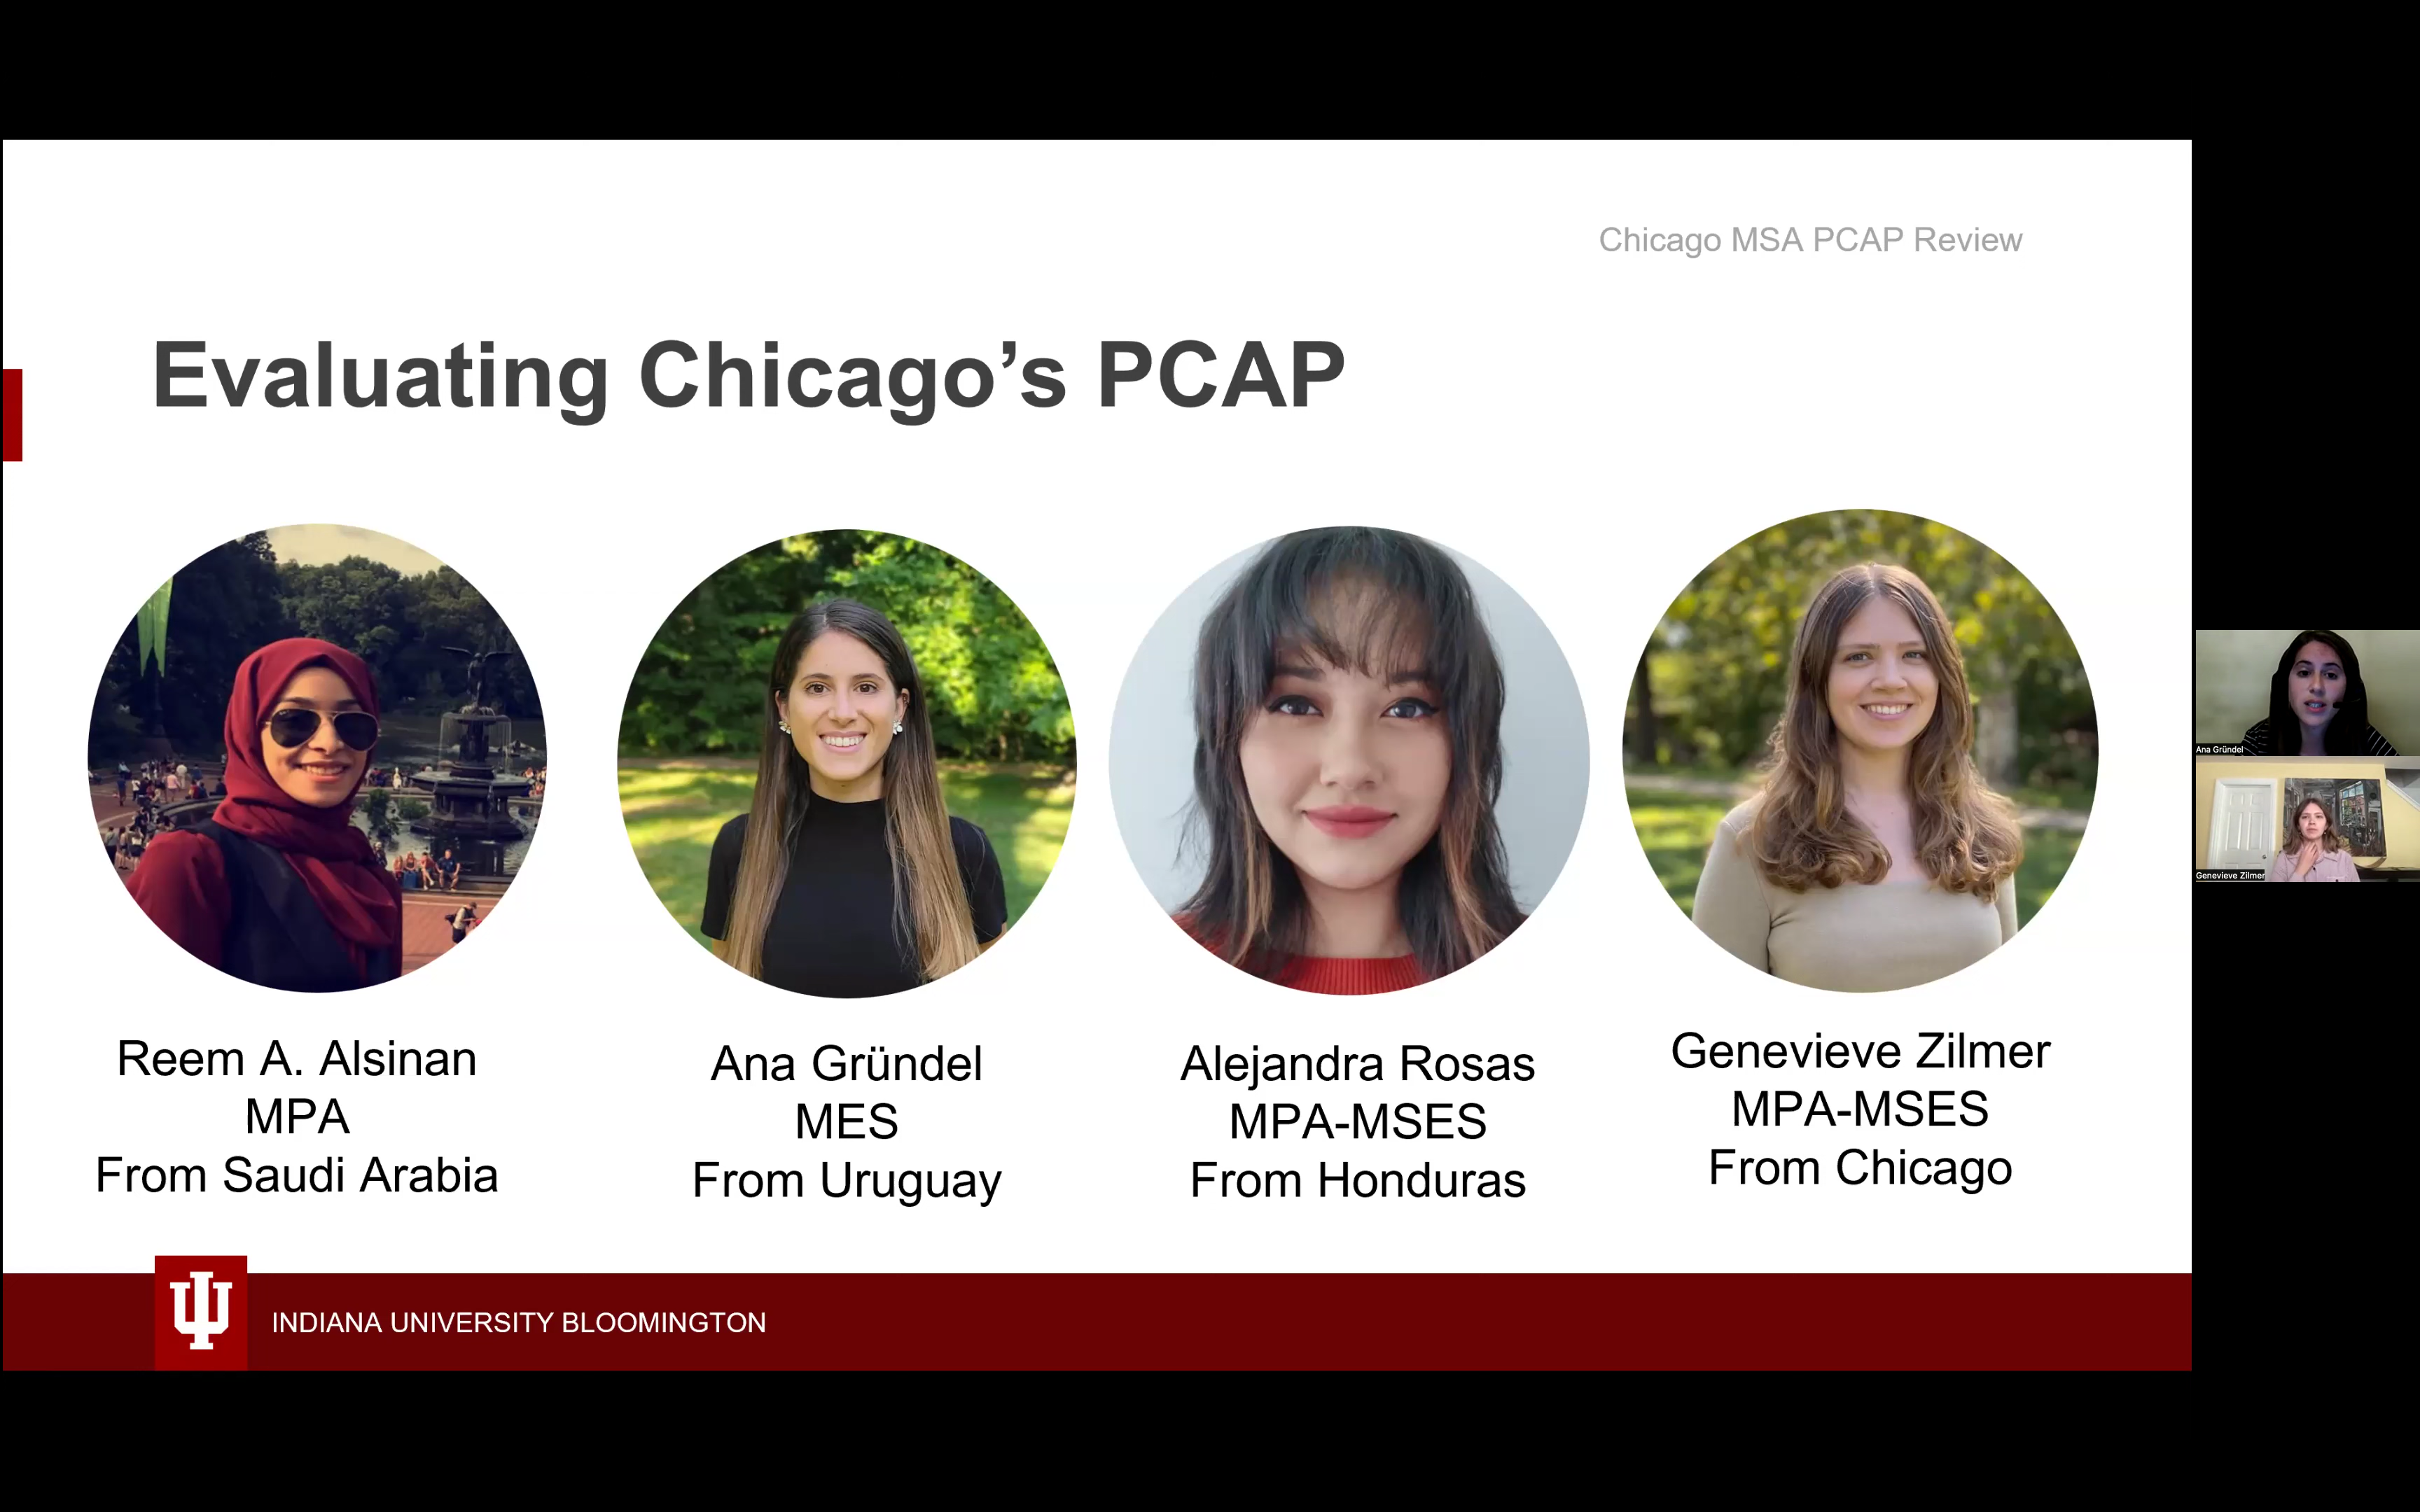 Chicago MSA PCAP Review
Evaluating Chicago’s PCAP
Reem A. Alsinan
MPA
From Saudi Arabia
Ana Gründel
MES
From Uruguay
Alejandra Rosas
MPA-MSES
From Honduras
Genevieve Zilmer
MPA-MSES
From Chicago
INDIANA UNIVERSITY BLOOMINGTON
Ana Gründel
Genevieve Zilmer